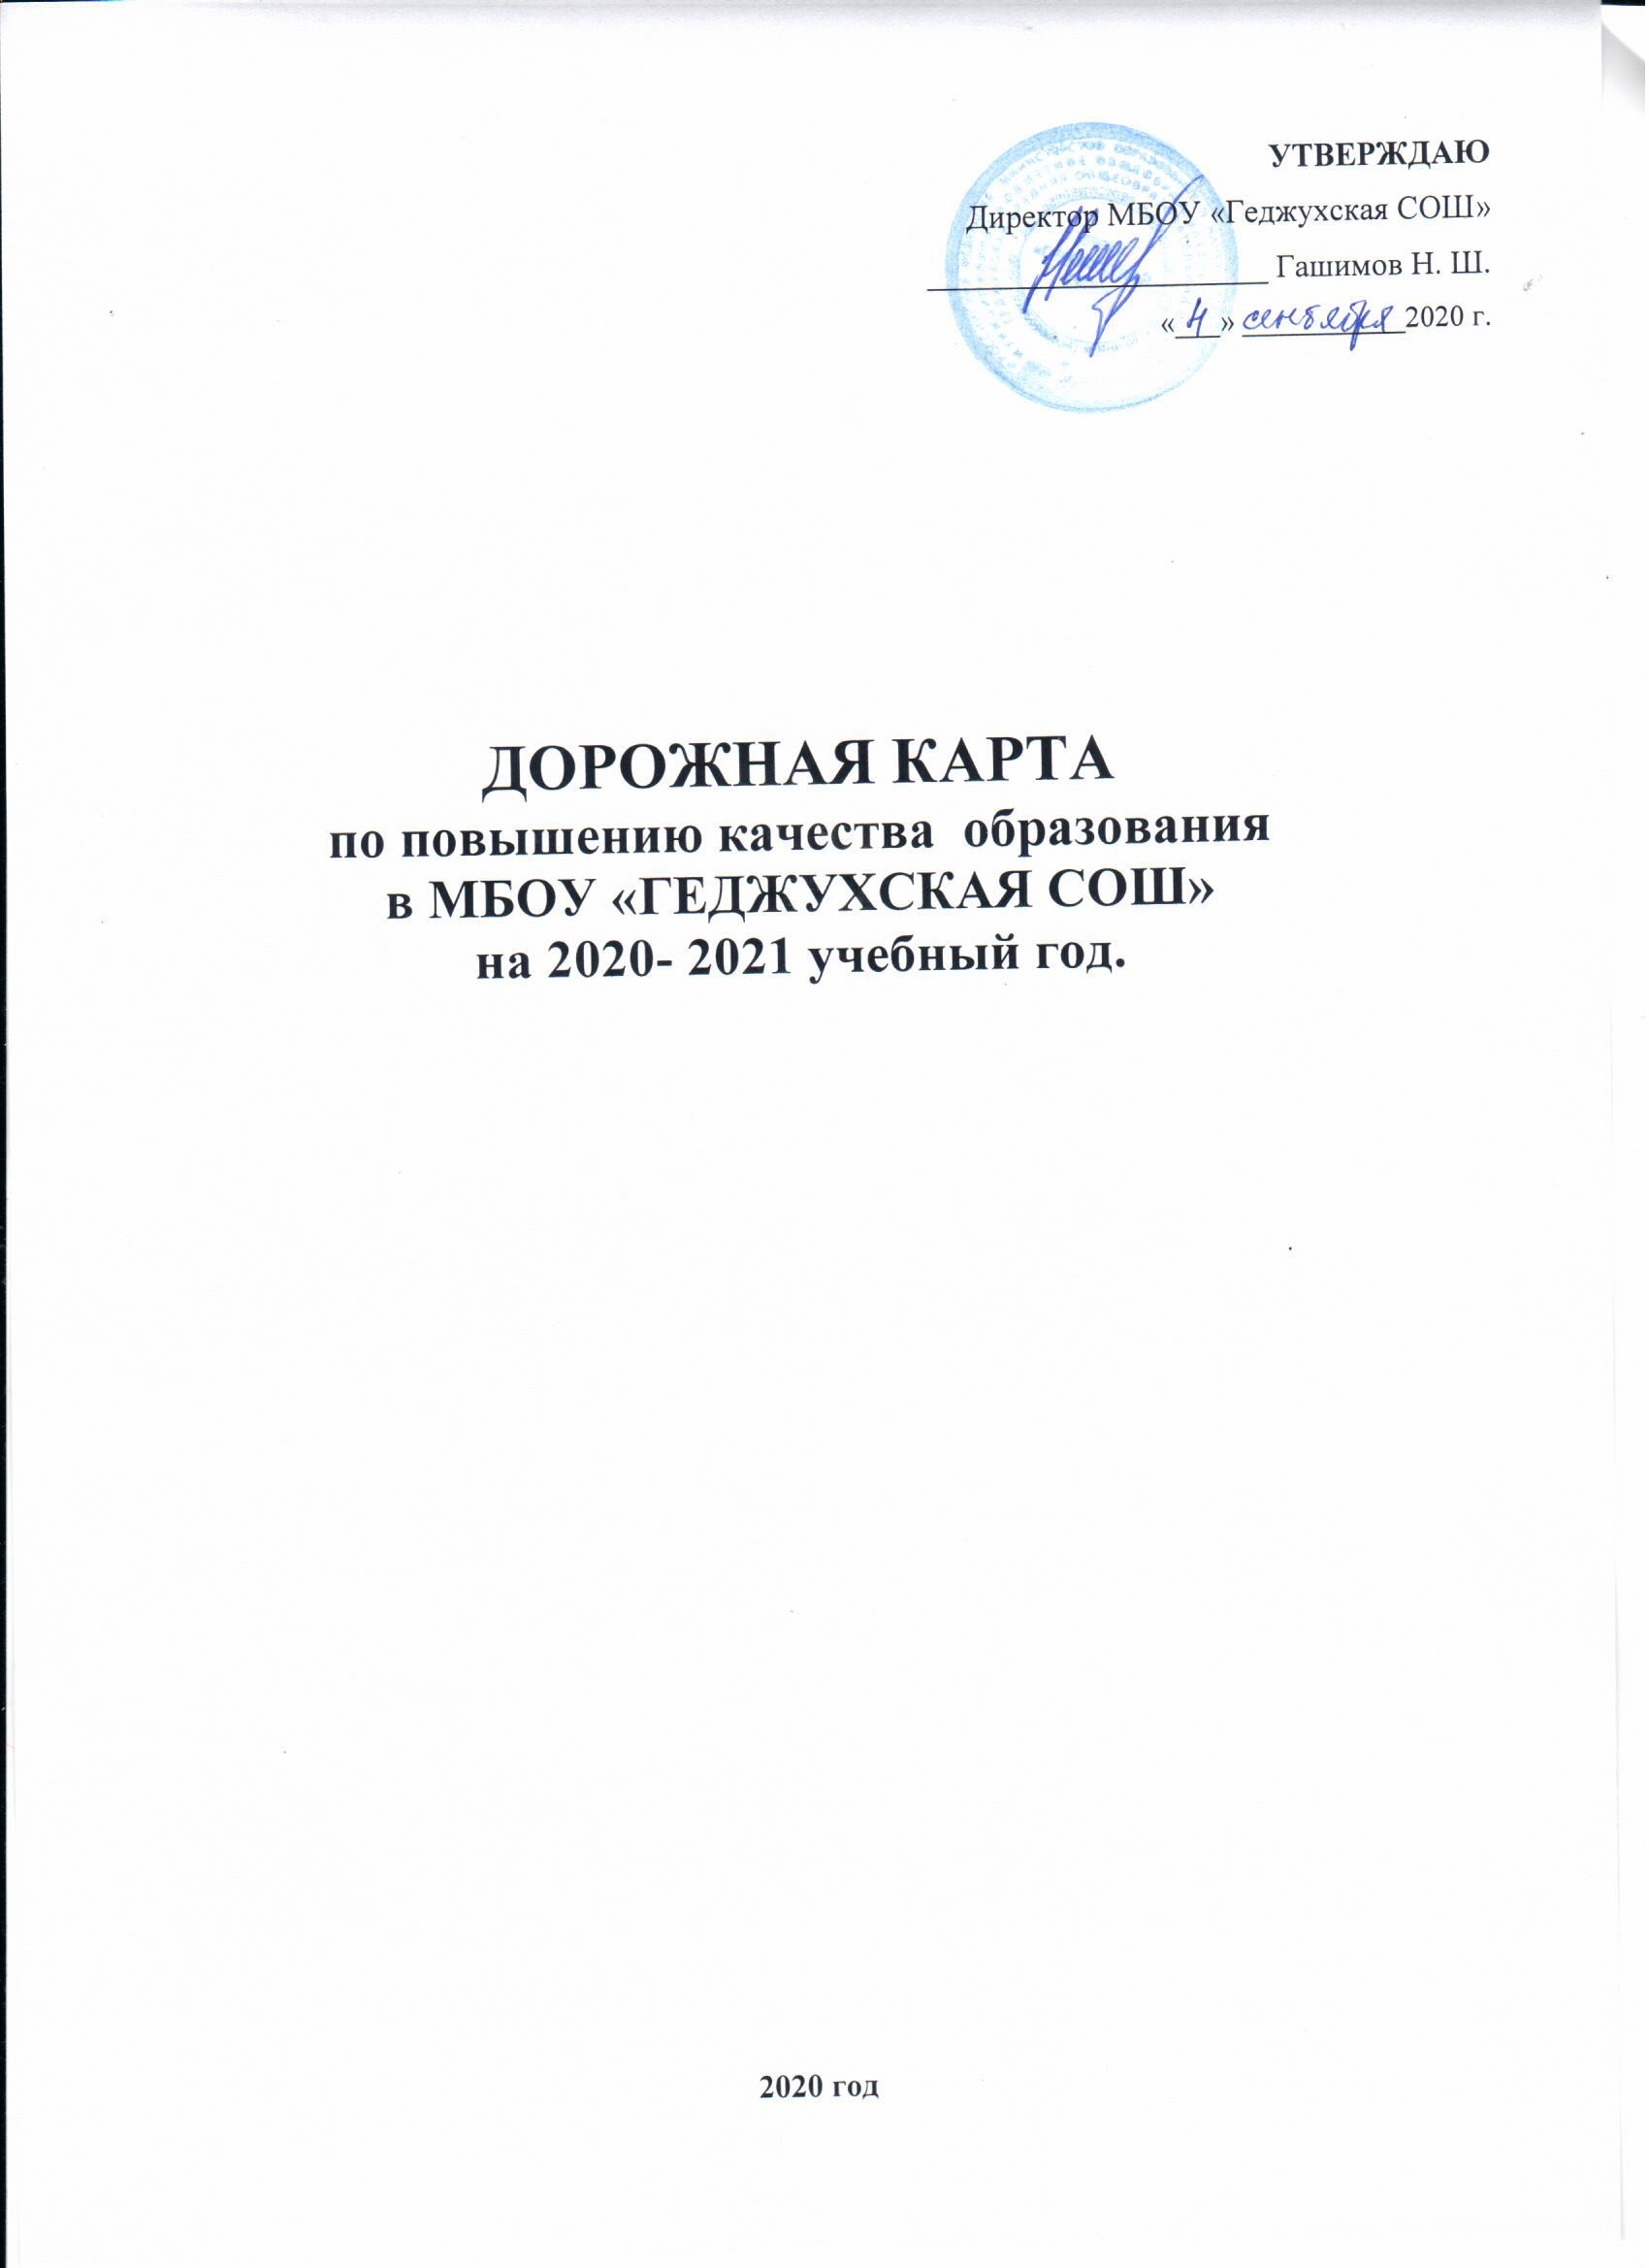 УТВЕРЖДАЮ
Директор МБОУ «Геджухская СОШ»
Гашимов Н. Ш.
«4» сентября 2020 г.
ДОРОЖНАЯ КАРТА
по повышению качества образования
в МБОУ «ГЕДЖУХСКАЯ СОШ»
на 2020- 2021 учебный год.
2020 год